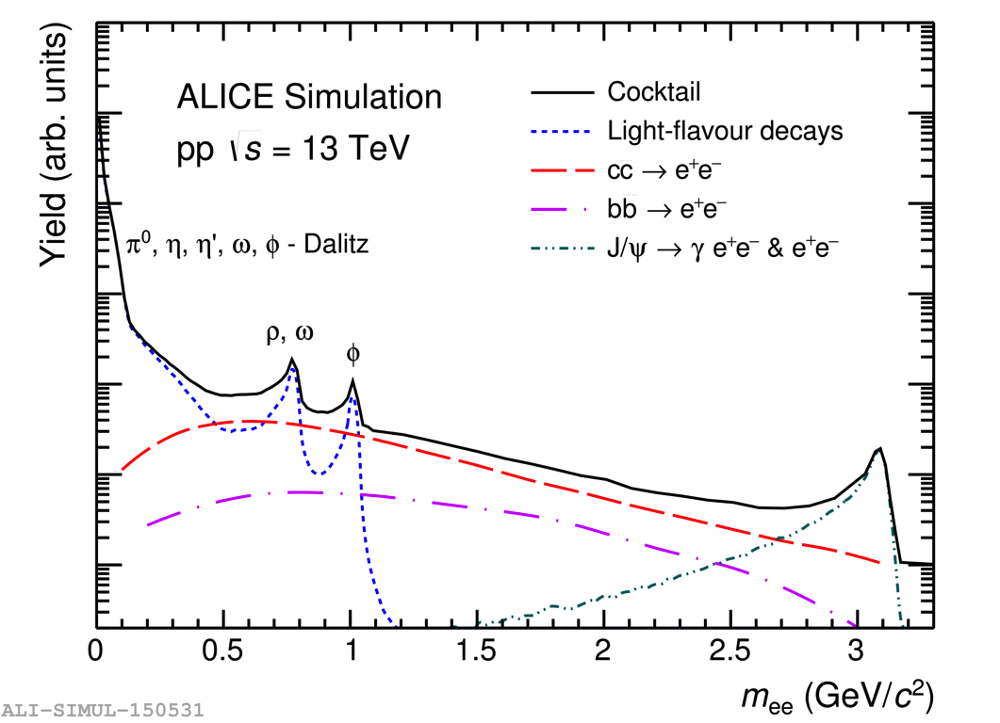 Yield (arb. units)
ALICE Simulation
pp √s = 13 TeV
Cocktail
Light-flavour decays
cc → e⁺e⁻
bb̄ → e⁺e⁻
J/ψ → γ e⁺e⁻ & e⁺e⁻
π⁰, η, η', ω, ϕ - Dalitz
ρ, ω
ϕ
0 0.5 1 1.5 2 2.5 3
mₑₑ (GeV/c²)
ALI-SIMUL-150531